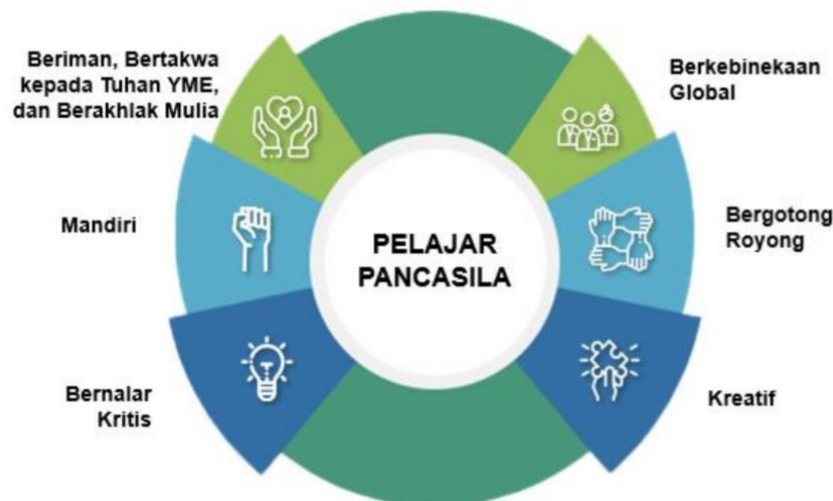 Beriman, Bertakwa
kepada Tuhan YME,
dan Berakhlak Mulia
Berkebinekaan
Global
Mandiri
PELAJAR
PANCASILA
Bergotong
Royong
Bernalar
Kritis
Kreatif